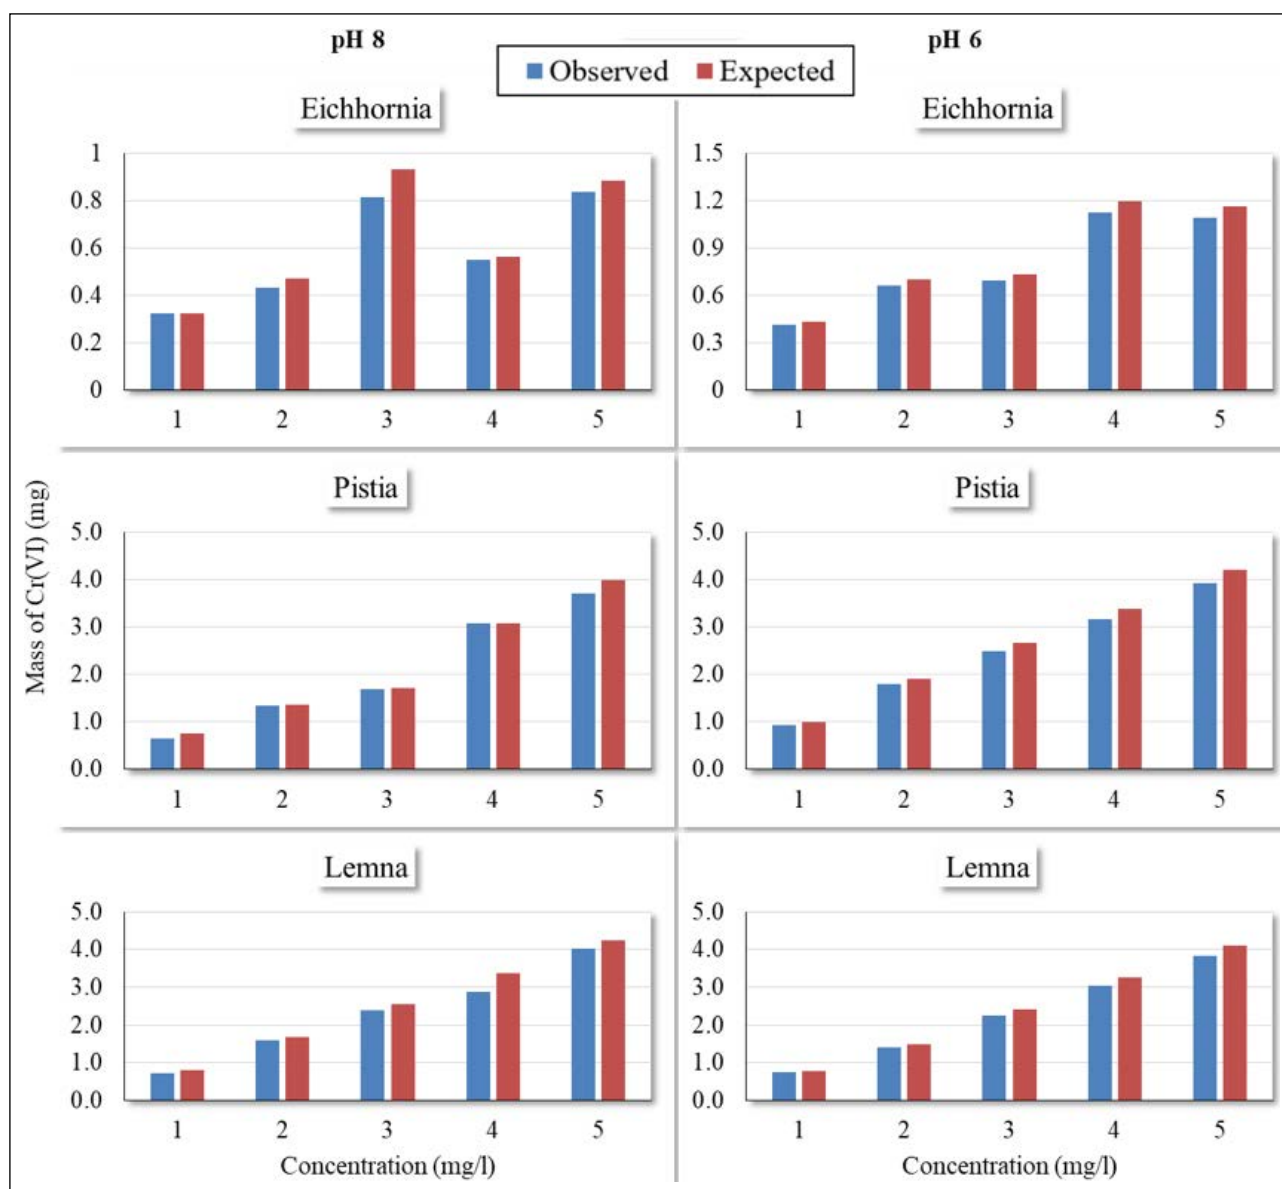 pH 8
pH 6
Observed Expected
Eichhornia
Eichhornia
1
0.8
0.6
0.4
0.2
0
1 2 3 4 5
1.5
1.2
0.9
0.6
0.3
0
1 2 3 4 5
Mass of Cr(VI) (mg)
Pistia
Pistia
5.0
4.0
3.0
2.0
1.0
0.0
1 2 3 4 5
5.0
4.0
3.0
2.0
1.0
0.0
1 2 3 4 5
Lemna
Lemna
5.0
4.0
3.0
2.0
1.0
0.0
1 2 3 4 5
Concentration (mg/l)
5.0
4.0
3.0
2.0
1.0
0.0
1 2 3 4 5
Concentration (mg/l)